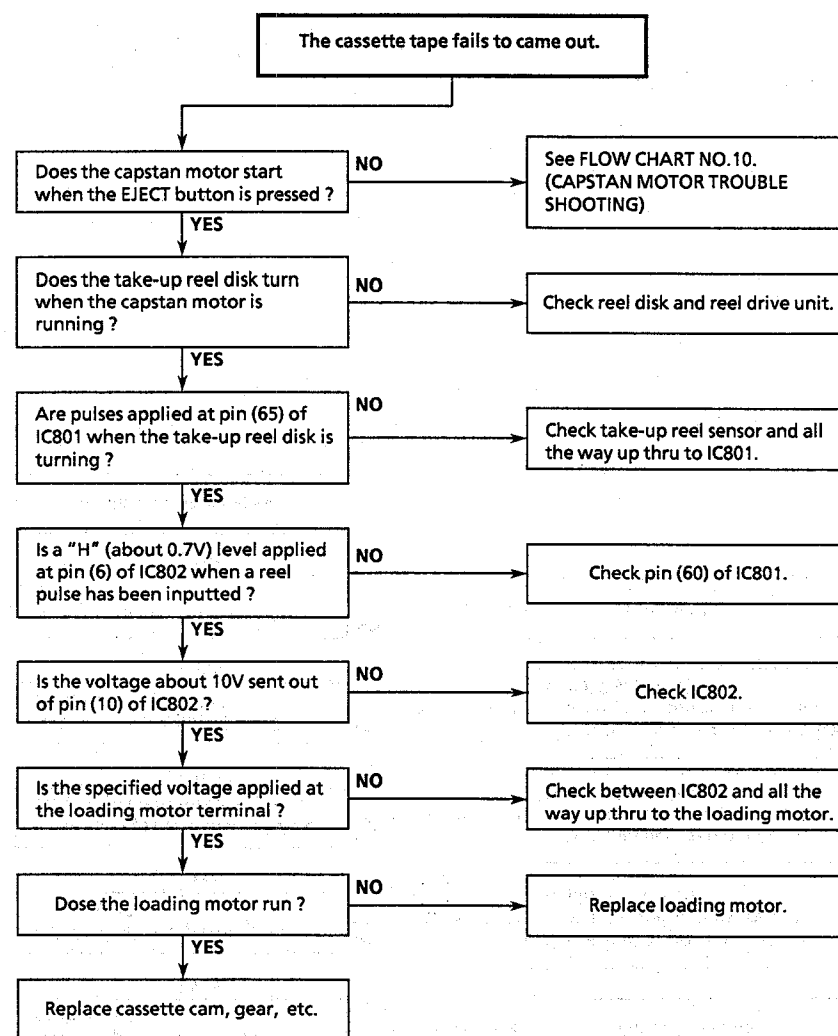 The cassette tape fails to came out.
Does the capstan motor start
when the EJECT button is pressed ?
NO
See FLOW CHART NO.10.
(CAPSTAN MOTOR TROUBLE
SHOOTING)
YES
Does the take-up reel disk turn
when the capstan motor is
running ?
NO
Check reel disk and reel drive unit.
YES
Are pulses applied at pin (65) of
IC801 when the take-up reel disk is
turning ?
NO
Check take-up reel sensor and all
the way up thru to IC801.
YES
Is a "H" (about 0.7V) level applied
at pin (6) of IC802 when a reel
pulse has been inputted ?
NO
Check pin (60) of IC801.
YES
Is the voltage about 10V sent out
of pin (10) of IC802 ?
NO
Check IC802.
YES
Is the specified voltage applied at
the loading motor terminal ?
NO
Check between IC802 and all the
way up thru to the loading motor.
YES
Dose the loading motor run ?
NO
Replace loading motor.
YES
Replace cassette cam, gear, etc.